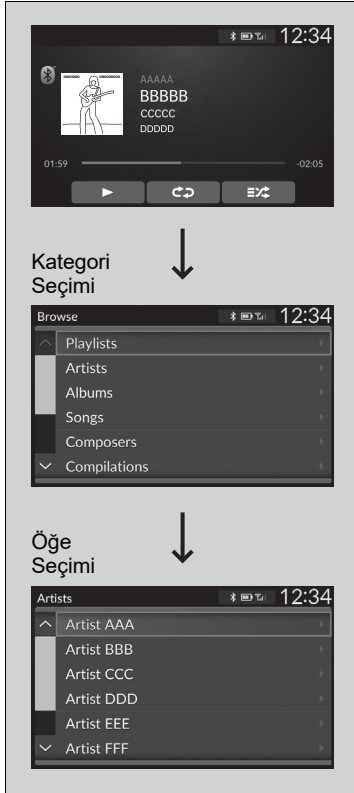 12:34
AAAAA
BBBBB
CCCCC
DDDDD
01:59
-02:05
Kategori
Seçimi
Browse
12:34
Playlists
Artists
Albums
Songs
Composers
Compilations
Öğe
Seçimi
Artists
12:34
Artist AAA
Artist BBB
Artist CCC
Artist DDD
Artist EEE
Artist FFF